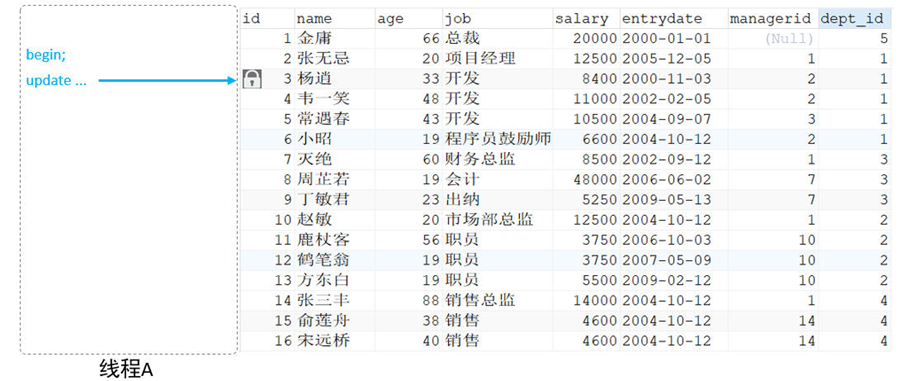 id name age job salary entrydate managerid dept_id
1 金庸 66 总裁 20000 2000-01-01 (Null) 5
begin;
2 张无忌 20 项目经理 12500 2005-12-05 1 1
update ...
3 杨逍 33 开发 8400 2000-11-03 2 1
4 韦一笑 48 开发 11000 2002-02-05 2 1
5 常遇春 43 开发 10500 2004-09-07 3 1
6 小昭 19 程序员鼓励师 6600 2004-10-12 2 1
7 灭绝 60 财务总监 8500 2002-09-12 1 3
8 周芷若 19 会计 48000 2006-06-02 7 3
9 丁敏君 23 出纳 5250 2009-05-13 7 3
10 赵敏 20 市场部总监 12500 2004-10-12 1 2
11 鹿杖客 56 职员 3750 2006-10-03 10 2
12 鹤笔翁 19 职员 3750 2007-05-09 10 2
13 方东白 19 职员 5500 2009-02-12 10 2
14 张三丰 88 销售总监 14000 2004-10-12 1 4
15 俞莲舟 38 销售 4600 2004-10-12 14 4
16 宋远桥 40 销售 4600 2004-10-12 14 4
线程A